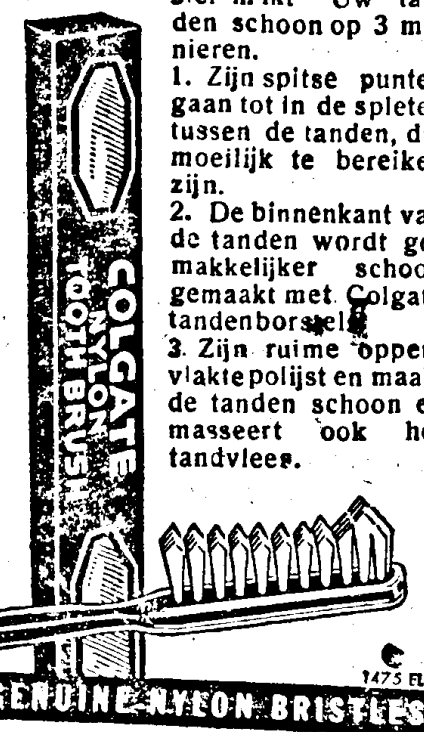 Uw
den schoon op 3 m
nieren.
1. Zijn spitse punte
gaan tot in de splete
tussen de tanden, d
moeilijk te bereike
zijn.
2. De binnenkant va
de tanden wordt ge
makkelijker schoo
gemaakt met Colgat
tandenborstel
3. Zijn ruime opper
vlakte polijst en maa
de tanden schoon e
masseert ook he
tandvlees.
COLGATE
NYLON
TOOTH BRUSH
1475 EL
GENUINE NYLON BRISTLES